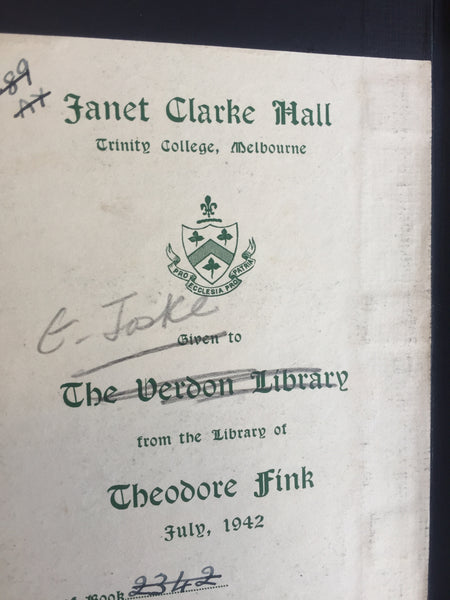 89
A+
Janet Clarke Hall
Trinity College, Melbourne
PRO ECCLESIA PRO PATRIA
E. Joske
Given to
The Verdon Library
from the Library of
Theodore Fink
July, 1942
Book 2342